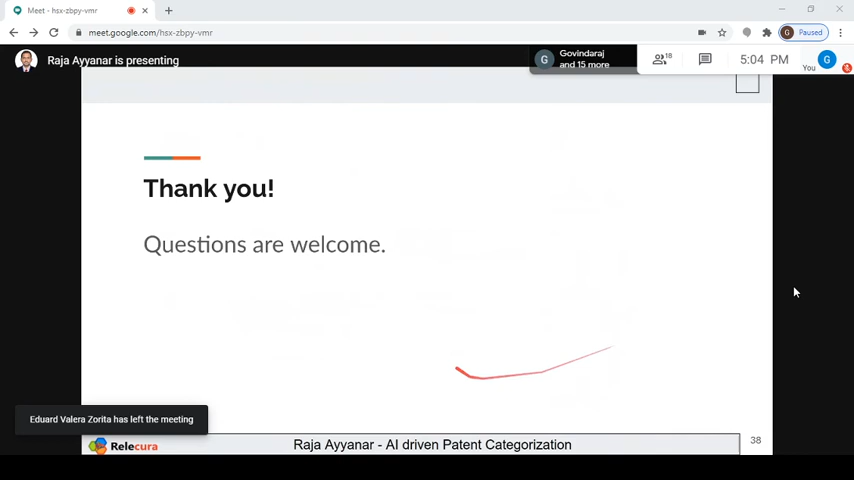 Meet - hsx-zbpy-vmr
meet.google.com/hsx-zbpy-vmr
G
Paused
Raja Ayyanar is presenting
G
Govindaraj
and 15 more
18
5:04 PM
You
G
Thank you!
Questions are welcome.
Eduard Valera Zorita has left the meeting
Relecura
Raja Ayyanar - AI driven Patent Categorization
38